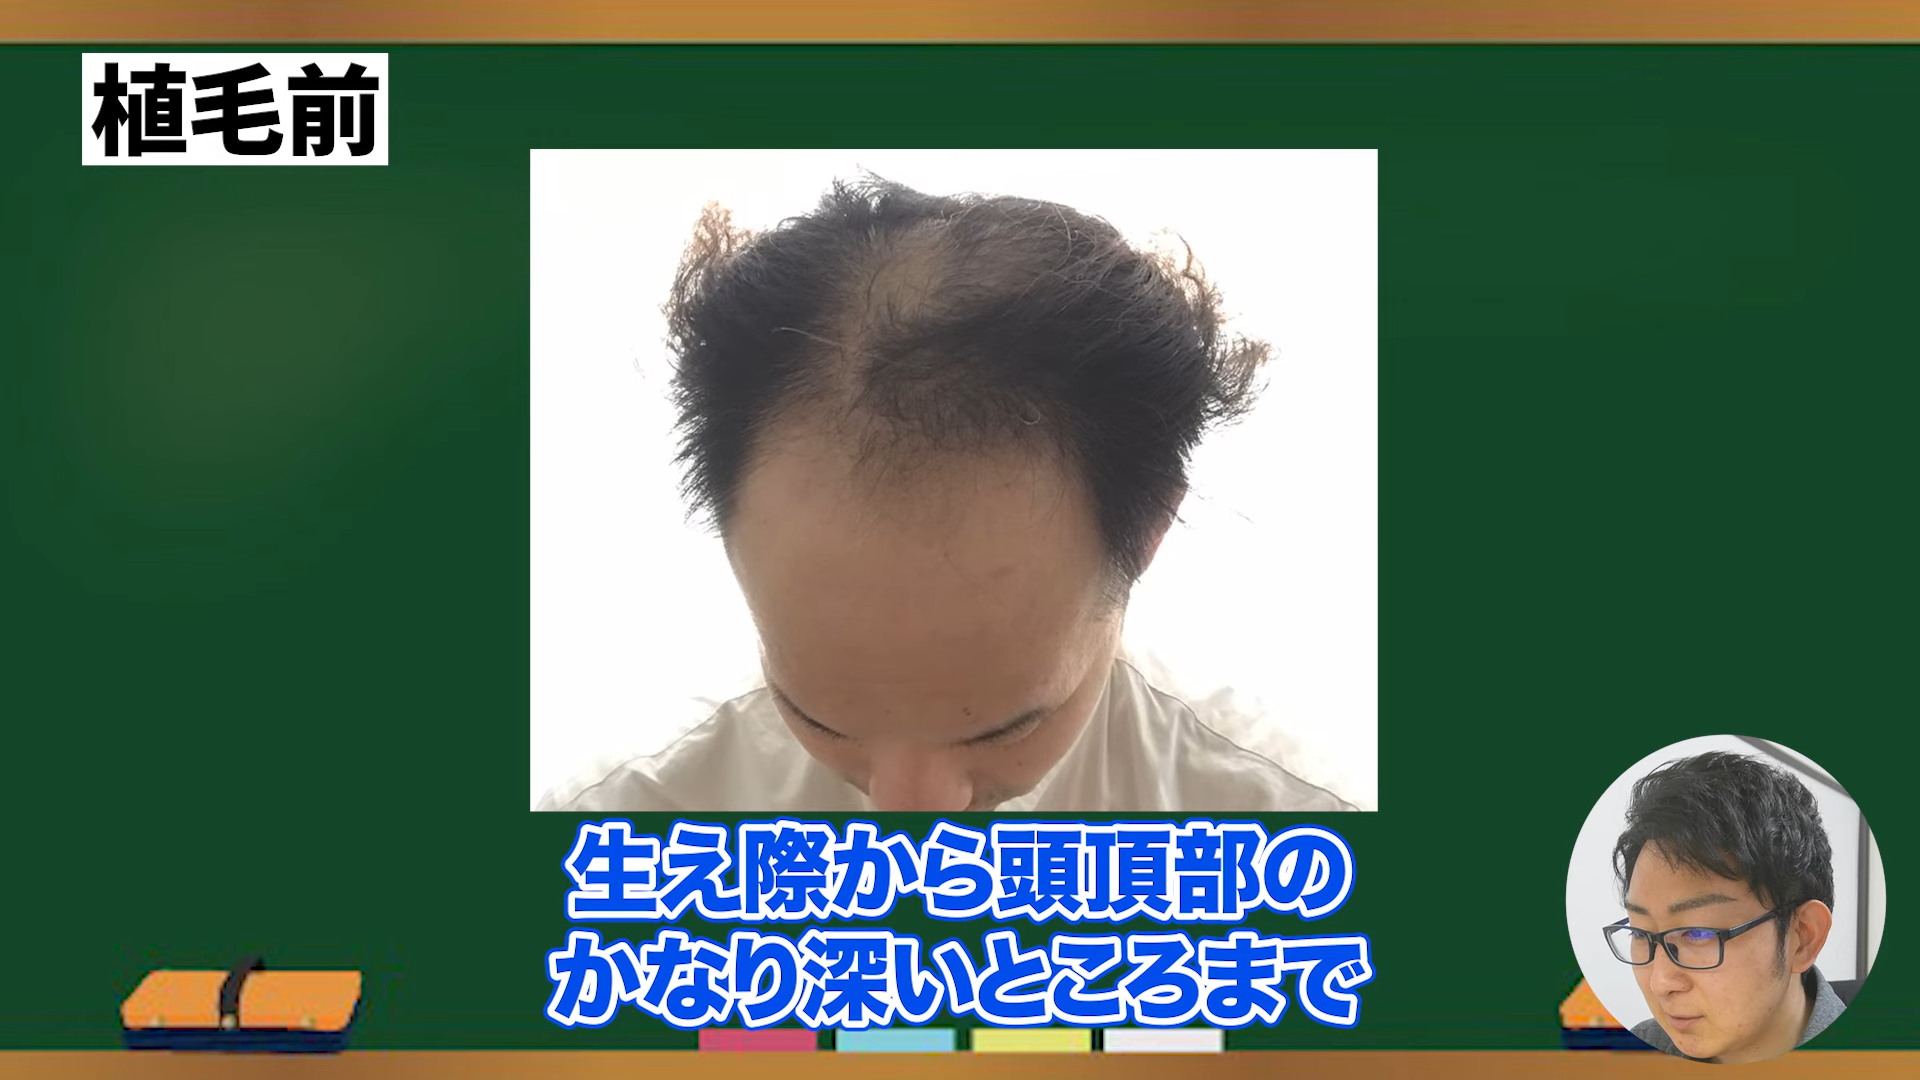 植毛前
生え際から頭頂部の
かなり深いところまで